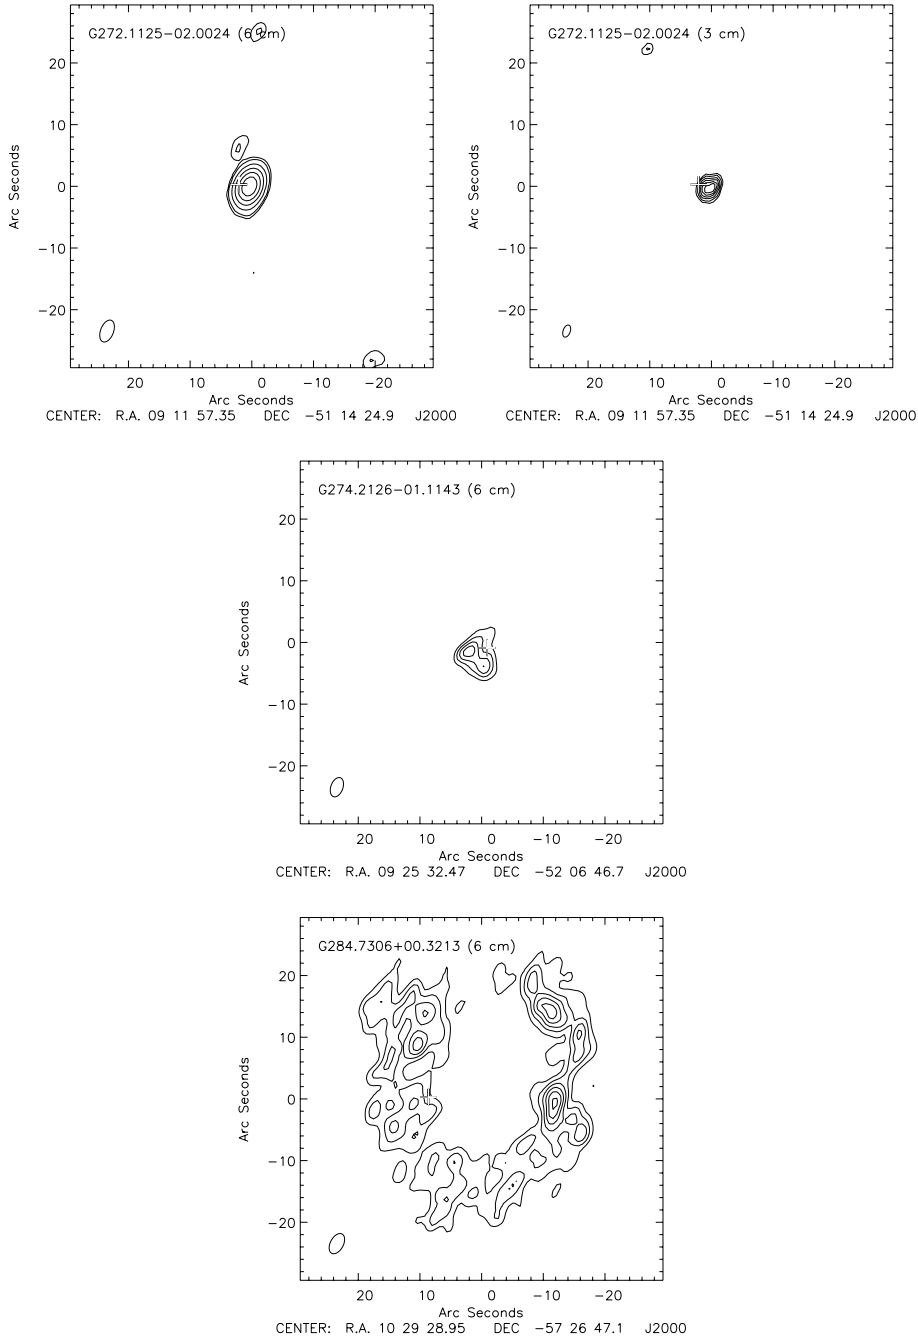 G272.1125−02.0024 (6 cm)
20
10
0
−10
−20
Arc Seconds
20 10 0 −10 −20
Arc Seconds
CENTER: R.A. 09 11 57.35 DEC −51 14 24.9 J2000
G272.1125−02.0024 (3 cm)
20
10
0
−10
−20
Arc Seconds
20 10 0 −10 −20
Arc Seconds
CENTER: R.A. 09 11 57.35 DEC −51 14 24.9 J2000
G274.2126−01.1143 (6 cm)
20
10
0
−10
−20
Arc Seconds
20 10 0 −10 −20
Arc Seconds
CENTER: R.A. 09 25 32.47 DEC −52 06 46.7 J2000
G284.7306+00.3213 (6 cm)
20
10
0
−10
−20
Arc Seconds
20 10 0 −10 −20
Arc Seconds
CENTER: R.A. 10 29 28.95 DEC −57 26 47.1 J2000